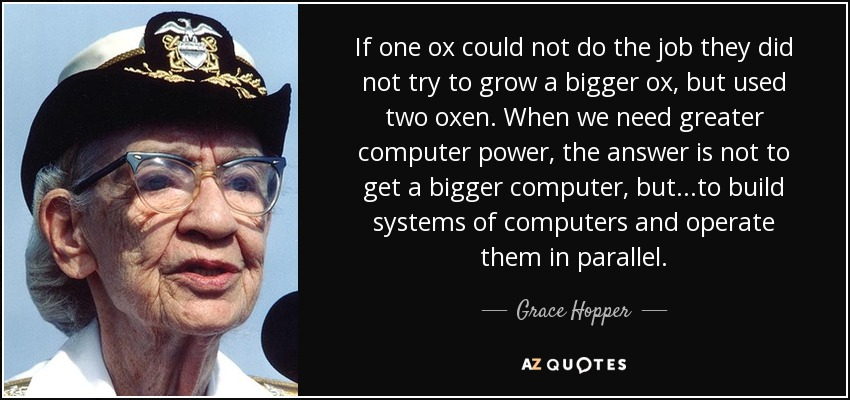 If one ox could not do the job they did
not try to grow a bigger ox, but used
two oxen. When we need greater
computer power, the answer is not to
get a bigger computer, but...to build
systems of computers and operate
them in parallel.
Grace Hopper
AZ QUOTES